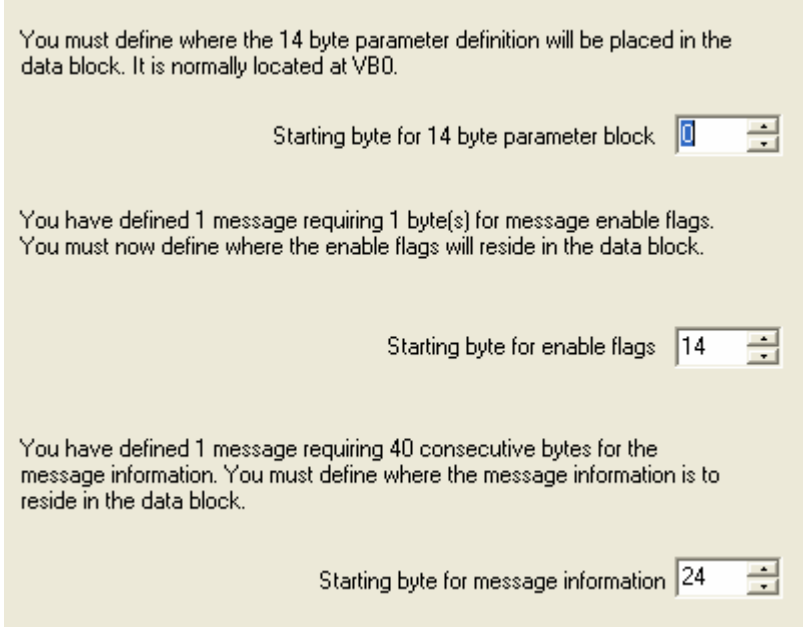 You must define where the 14 byte parameter definition will be placed in the
data block. It is normally located at VB0.
Starting byte for 14 byte parameter block 0
You have defined 1 message requiring 1 byte(s) for message enable flags.
You must now define where the enable flags will reside in the data block.
Starting byte for enable flags 14
You have defined 1 message requiring 40 consecutive bytes for the
message information. You must define where the message information is to
reside in the data block.
Starting byte for message information 24